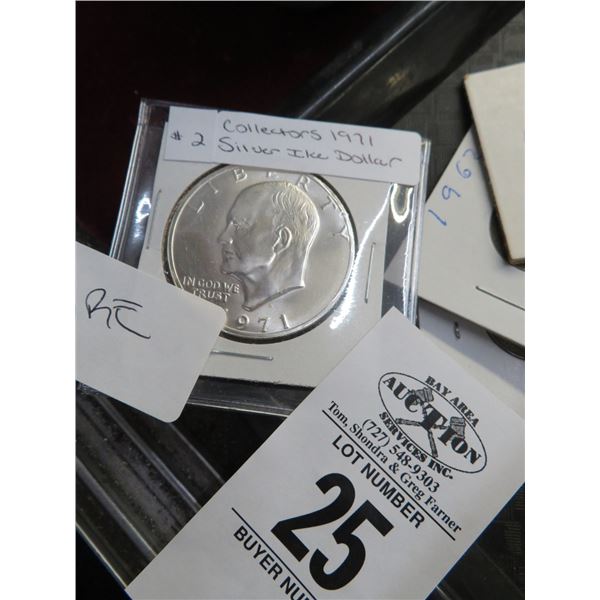 Collectors 1971
# 2 Silver Ike Dollar
LIBERTY
IN GOD WE
TRUST
1971
RE
196
BAY AREA
AUCTION
SERVICES INC.
(727) 548-9303
Tom, Shondra & Greg Farner
LOT NUMBER
25
BUYER NU